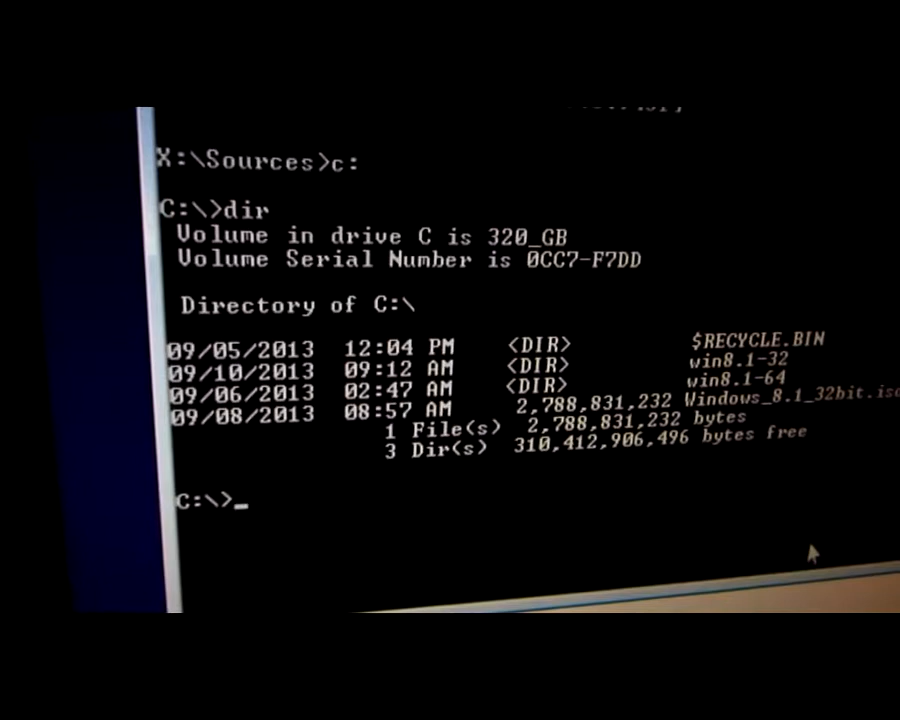 X:\Sources>c:
C:\>dir
Volume in drive C is 320_GB
Volume Serial Number is 0CC7-F7DD
Directory of C:\
09/05/2013 12:04 PM <DIR> $RECYCLE.BIN
09/10/2013 09:12 AM <DIR> win8.1-32
09/06/2013 02:47 AM <DIR> win8.1-64
09/08/2013 08:57 AM 2,788,831,232 Windows_8.1_32bit.iso
1 File(s) 2,788,831,232 bytes
3 Dir(s) 310,412,906,496 bytes free
C:\>_